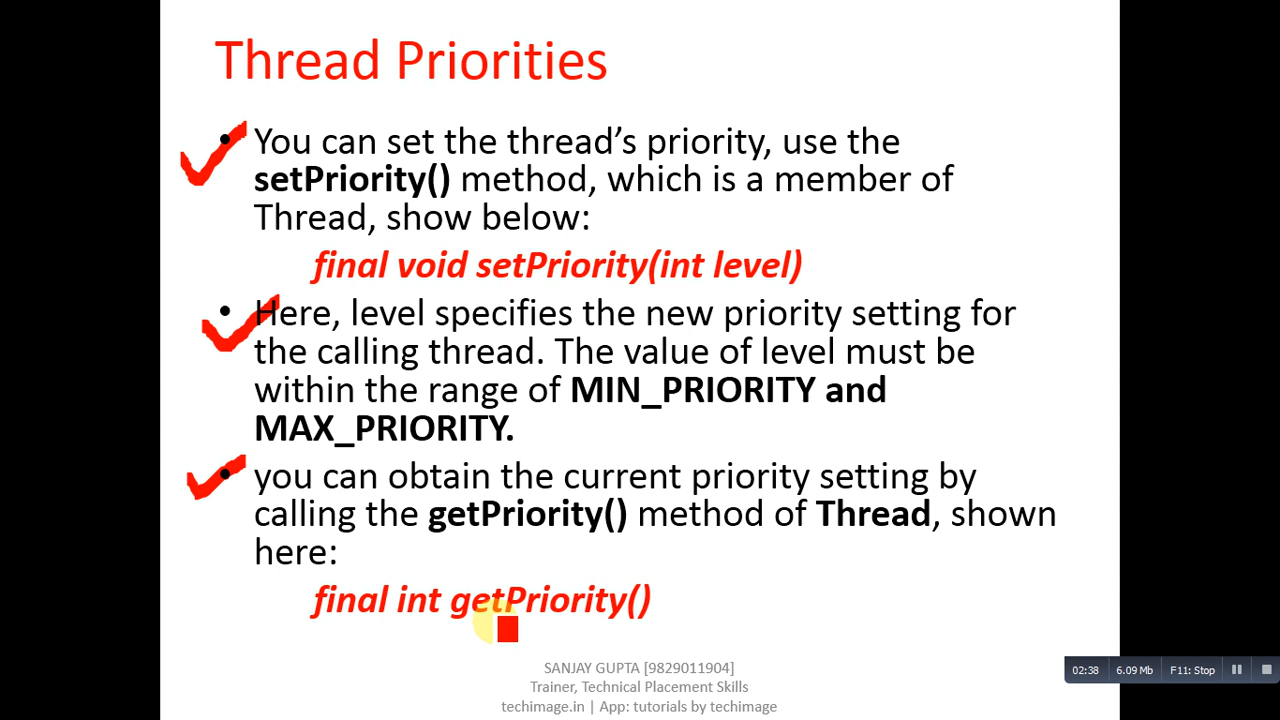 Thread Priorities
• You can set the thread’s priority, use the
setPriority() method, which is a member of
Thread, show below:
final void setPriority(int level)
• Here, level specifies the new priority setting for
the calling thread. The value of level must be
within the range of MIN_PRIORITY and
MAX_PRIORITY.
• you can obtain the current priority setting by
calling the getPriority() method of Thread, shown
here:
final int getPriority()
SANJAY GUPTA [9829011904]
Trainer, Technical Placement Skills
techimage.in | App: tutorials by techimage
02:38 6.09 Mb F11: Stop